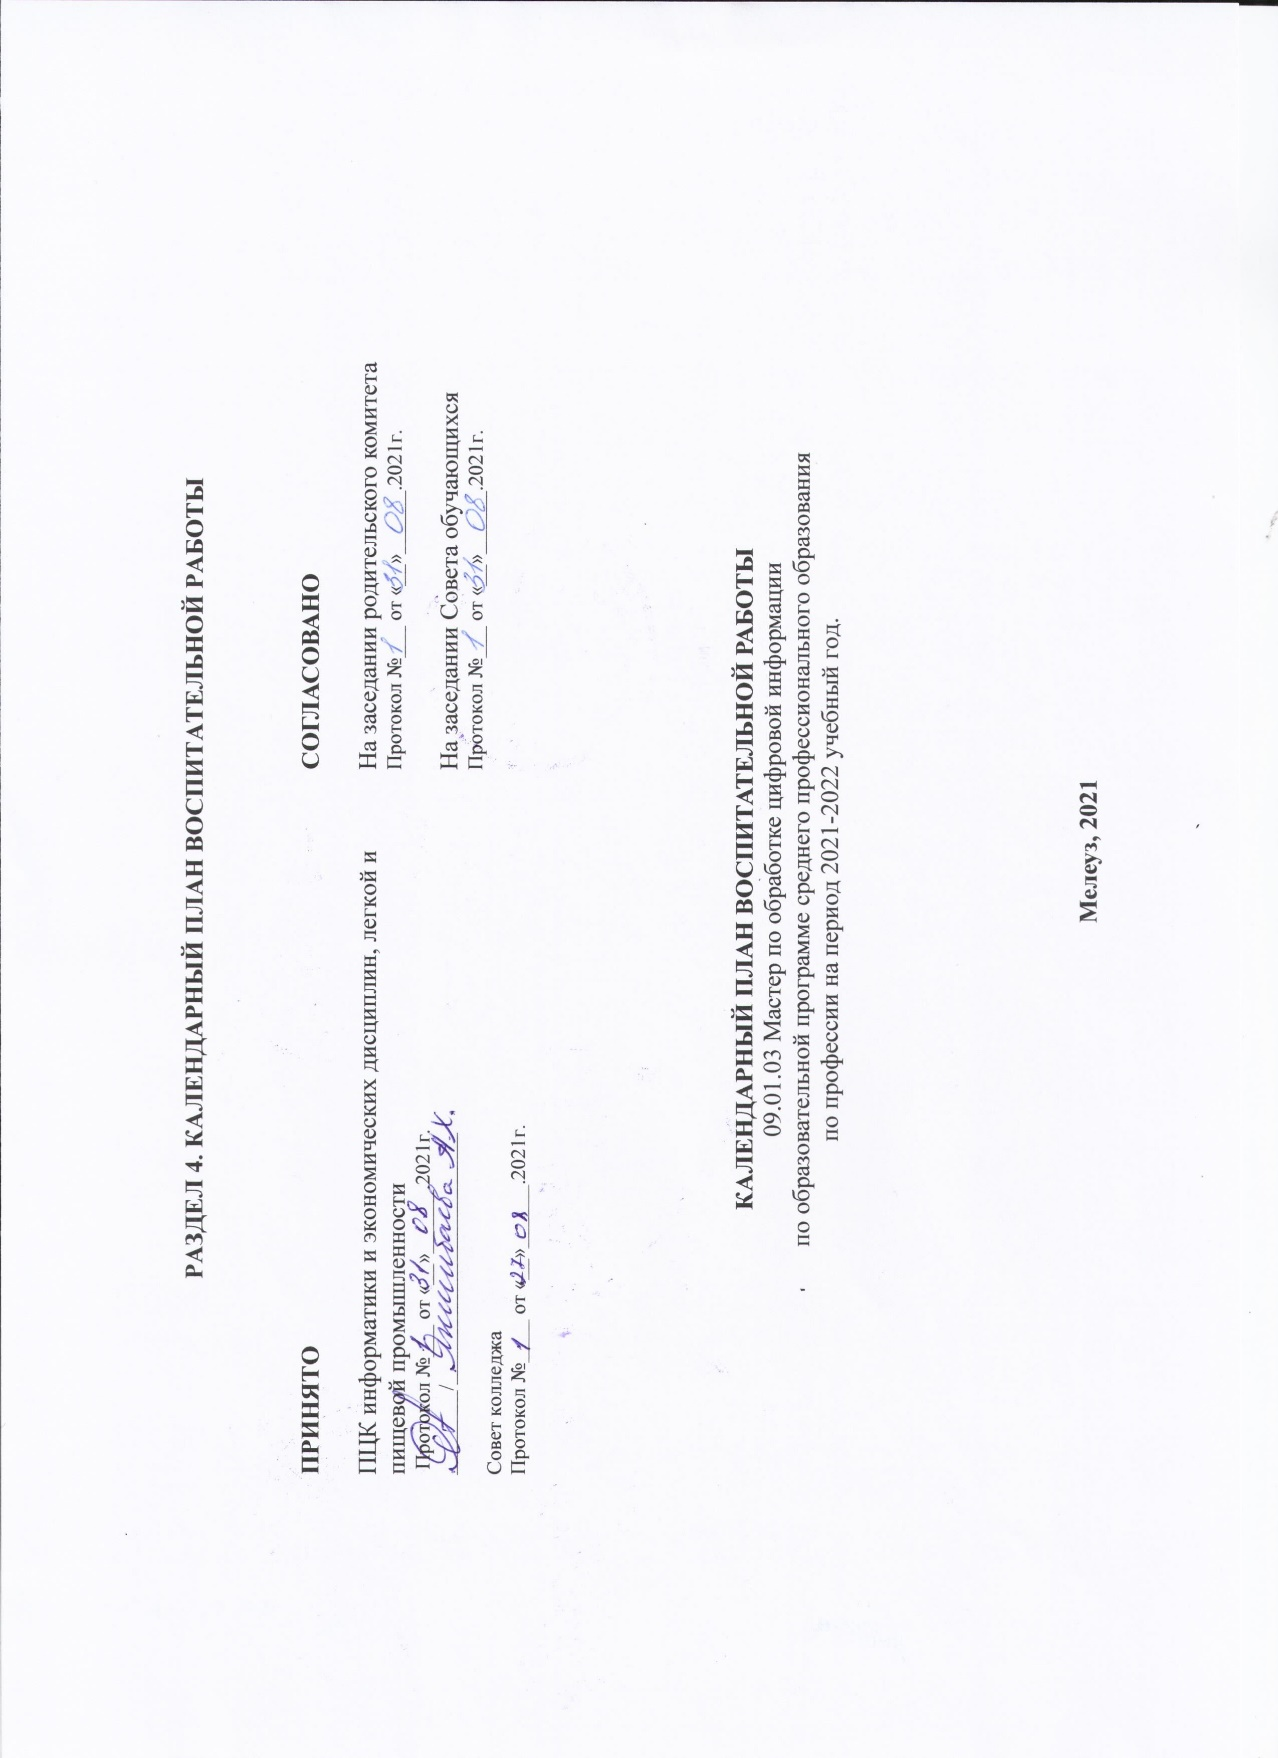 РАЗДЕЛ 4. КАЛЕНДАРНЫЙ ПЛАН ВОСПИТАТЕЛЬНОЙ РАБОТЫ
ПРИНЯТО
ПЦК информатики и экономических дисциплин, легкой и
пищевой промышленности
Протокол № 1 от «31» 08 2021г.
/ А.Х.
Совет колледжа
Протокол № 1 от «27» 08 .2021г.
СОГЛАСОВАНО
На заседании родительского комитета
Протокол № 1 от «31» 08 .2021г.
На заседании Совета обучающихся
Протокол № 1 от «31» 08 .2021г.
КАЛЕНДАРНЫЙ ПЛАН ВОСПИТАТЕЛЬНОЙ РАБОТЫ
09.01.03 Мастер по обработке цифровой информации
по образовательной программе среднего профессионального образования
по профессии на период 2021-2022 учебный год.
Мелеуз, 2021